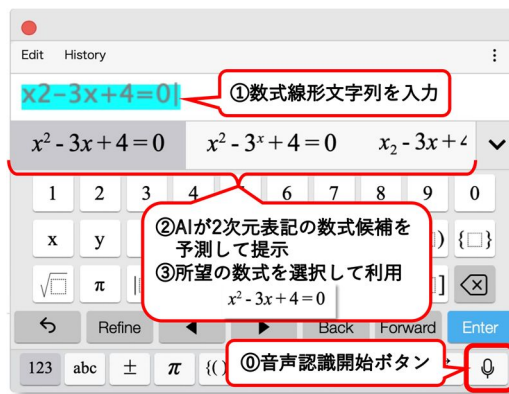 Edit History
x2-3x+4=0
①数式線形文字列を入力
x² - 3x + 4 = 0 x² - 3ˣ + 4 = 0 x₂ - 3x +
1 2 3 4 5 6 7 8 9 0
②AIが2次元表記の数式候補を
予測して提示
③所望の数式を選択して利用
x² - 3x + 4 = 0
x y ) {□}
√□ π |□ ]
Refine ◀ ▶ Back Forward Enter
⓪音声認識開始ボタン
123 abc ± π {()